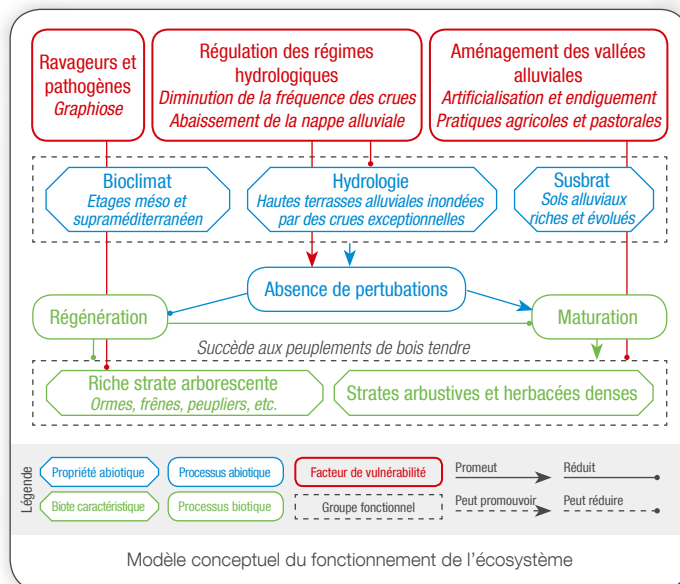 Ravageurs et
pathogènes
Graphiose
Régulation des régimes
hydrologiques
Diminution de la fréquence des crues
Abaissement de la nappe alluviale
Aménagement des vallées
alluviales
Artificialisation et endiguement
Pratiques agricoles et pastorales
Bioclimat
Etages méso et
supraméditerranéen
Hydrologie
Hautes terrasses alluviales inondées
par des crues exceptionnelles
Susbrat
Sols alluviaux
riches et évolués
Absence de pertubations
Régénération
Maturation
Succède aux peuplements de bois tendre
Riche strate arborescente
Ormes, frênes, peupliers, etc.
Strates arbustives et herbacées denses
Légende
Propriété abiotique
Processus abiotique
Facteur de vulnérabilité
Promeut
Réduit
Biote caractéristique
Processus biotique
Groupe fonctionnel
Peut promouvoir
Peut réduire
Modèle conceptuel du fonctionnement de l'écosystème